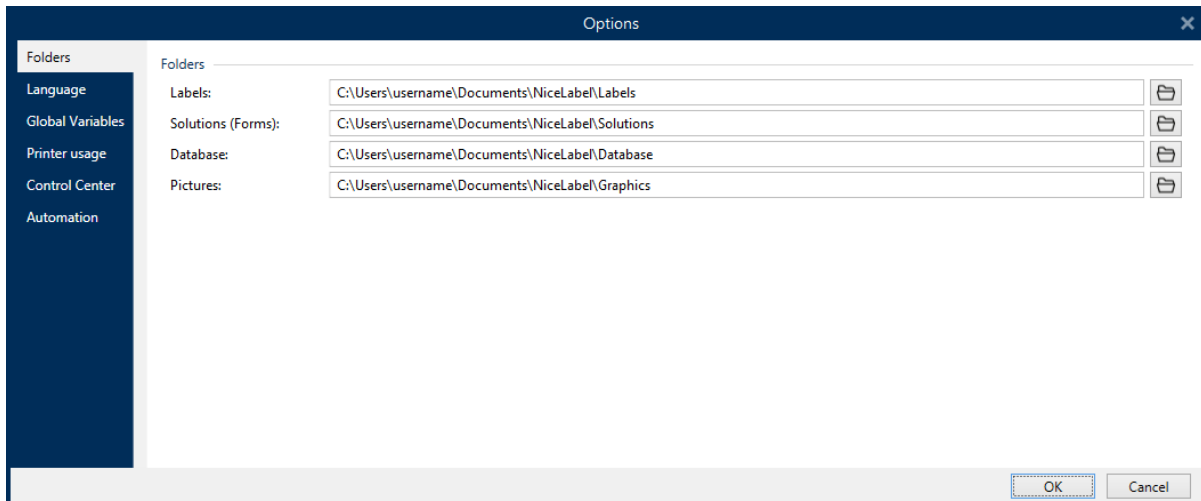 Options
Folders
Language
Global Variables
Printer usage
Control Center
Automation
Folders
Labels: C:\Users\username\Documents\NiceLabel\Labels
Solutions (Forms): C:\Users\username\Documents\NiceLabel\Solutions
Database: C:\Users\username\Documents\NiceLabel\Database
Pictures: C:\Users\username\Documents\NiceLabel\Graphics
OK Cancel